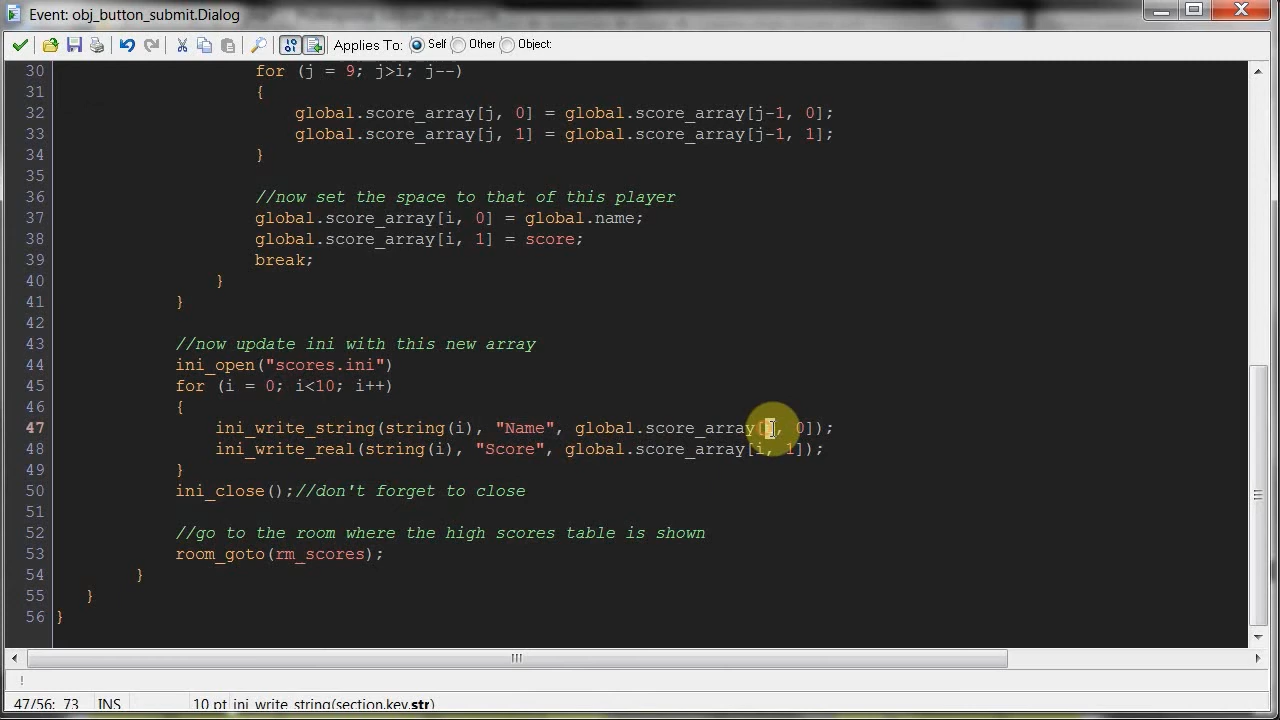 Event: obj_button_submit.Dialog
Applies To: Self Other Object:
30 for (j = 9; j>i; j--)
31 {
32 global.score_array[j, 0] = global.score_array[j-1, 0];
33 global.score_array[j, 1] = global.score_array[j-1, 1];
34 }
35
36 //now set the space to that of this player
37 global.score_array[i, 0] = global.name;
38 global.score_array[i, 1] = score;
39 break;
40 }
41 }
42
43 //now update ini with this new array
44 ini_open("scores.ini")
45 for (i = 0; i<10; i++)
46 {
47 ini_write_string(string(i), "Name", global.score_array[i, 0]);
48 ini_write_real(string(i), "Score", global.score_array[i, 1]);
49 }
50 ini_close();//don't forget to close
51
52 //go to the room where the high scores table is shown
53 room_goto(rm_scores);
54 }
55 }
56 }
!
47/56: 73 INS 10 pt ini_write_string(section,key,str)